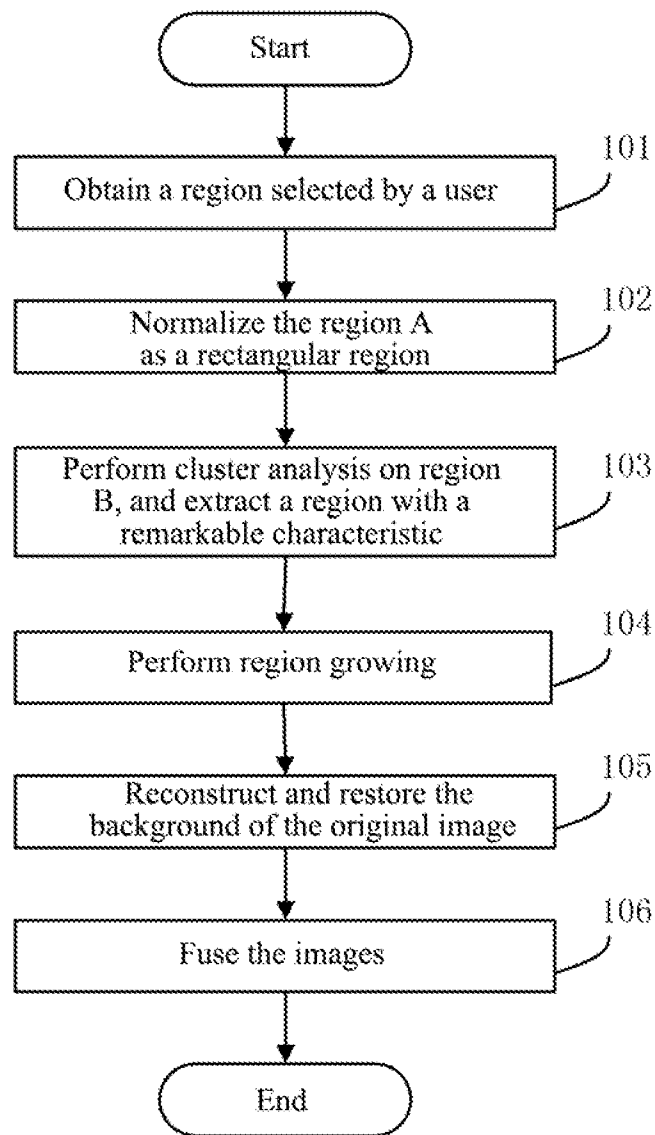 Start
101
Obtain a region selected by a user
102
Normalize the region A
as a rectangular region
103
Perform cluster analysis on region
B, and extract a region with a
remarkable characteristic
104
Perform region growing
105
Reconstruct and restore the
background of the original image
106
Fuse the images
End